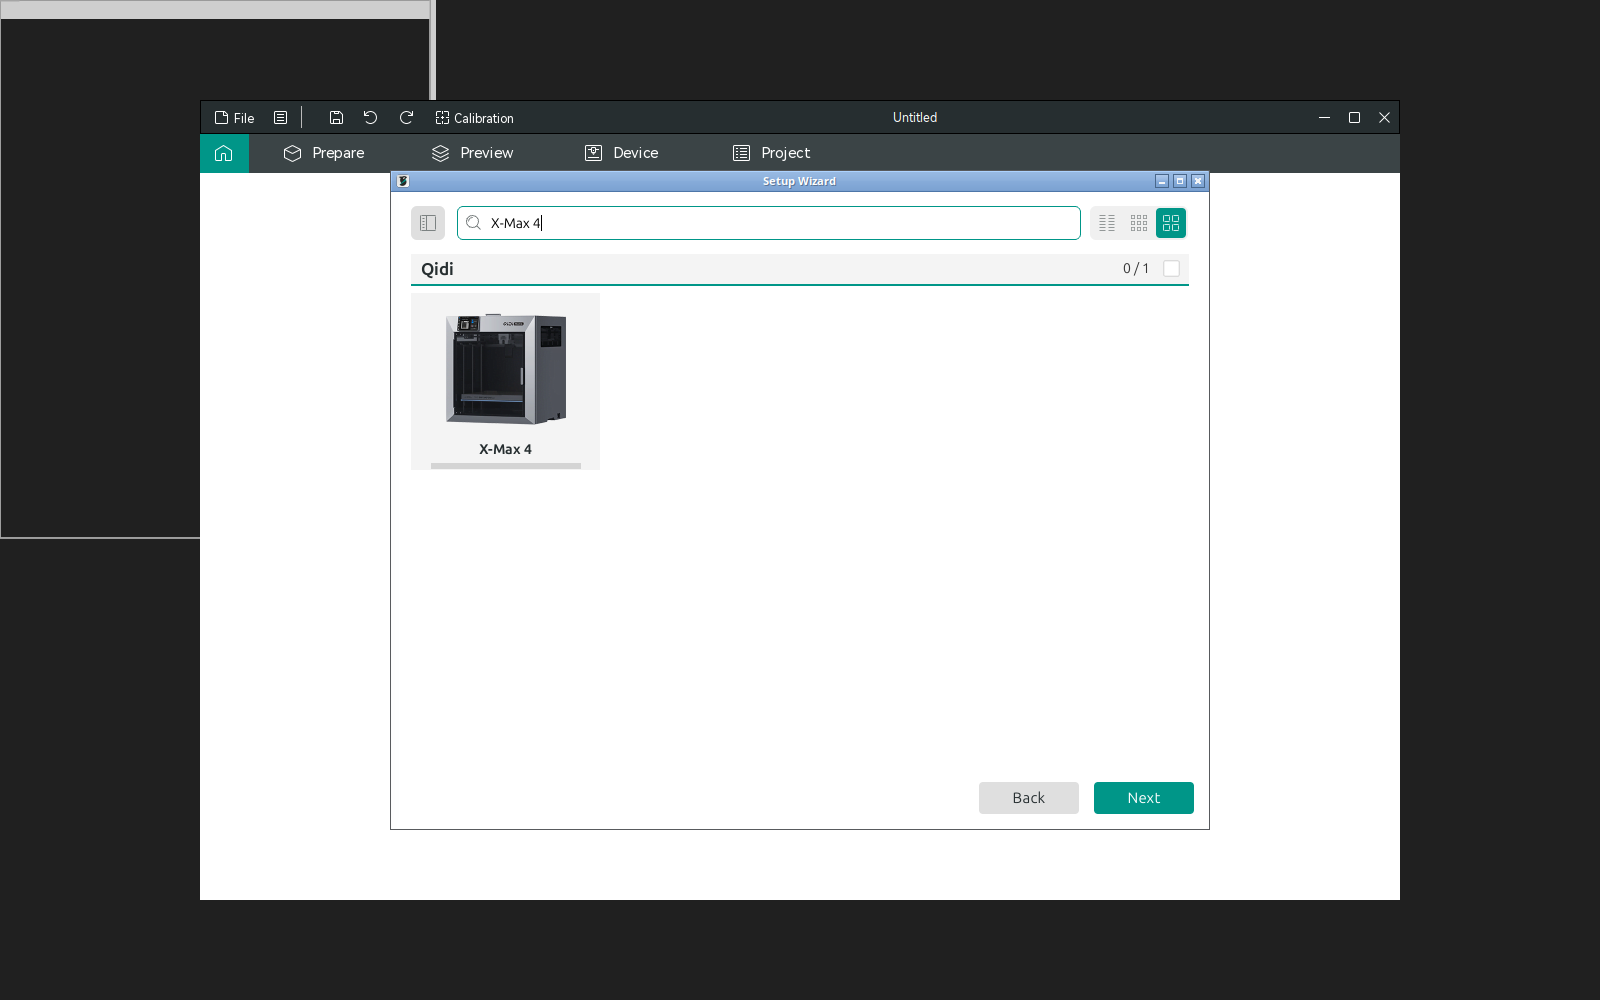 File
Calibration
Untitled
Prepare
Preview
Device
Project
Setup Wizard
X-Max 4
Qidi
0 / 1
X-Max 4
Back
Next